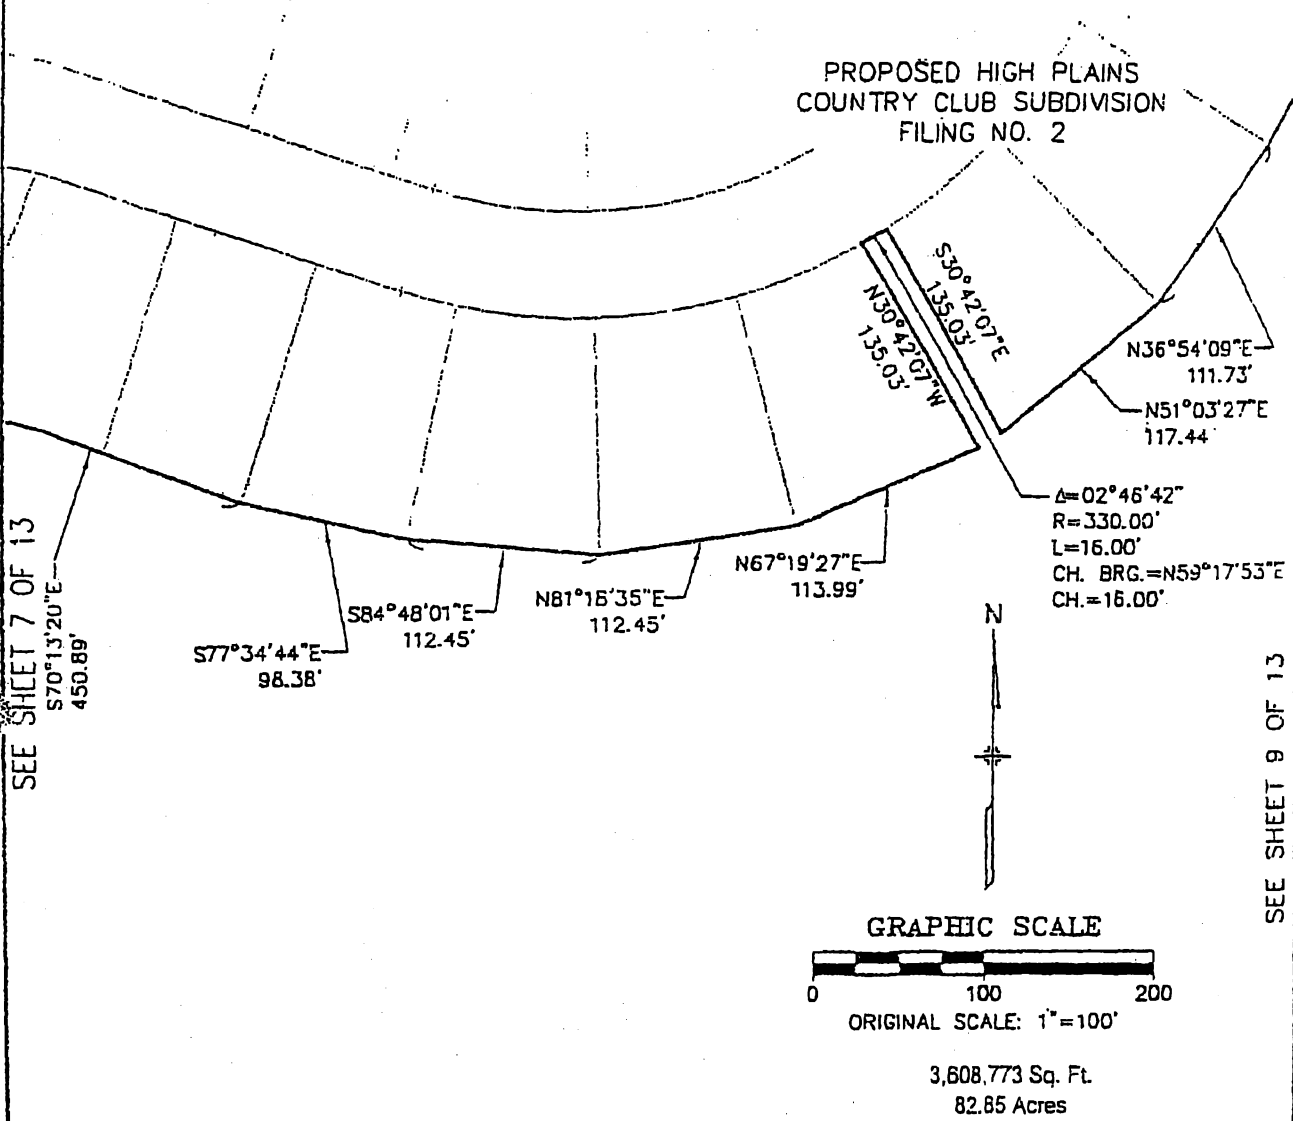 PROPOSED HIGH PLAINS
COUNTRY CLUB SUBDIVISION
FILING NO. 2
S30°42'07"E
135.03'
N30°42'07"W
135.03'
N36°54'09"E
111.73'
N51°03'27"E
117.44'
Δ=02°46'42"
R=330.00'
L=16.00'
CH. BRG.=N59°17'53"E
CH.=16.00'
N67°19'27"E
113.99'
N81°16'35"E
112.45'
S84°48'01"E
112.45'
S77°34'44"E
98.38'
S70°13'20"E
450.89'
SEE SHEET 7 OF 13
N
SEE SHEET 9 OF 13
GRAPHIC SCALE
0 100 200
ORIGINAL SCALE: 1"=100'
3,608,773 Sq. Ft.
82.85 Acres